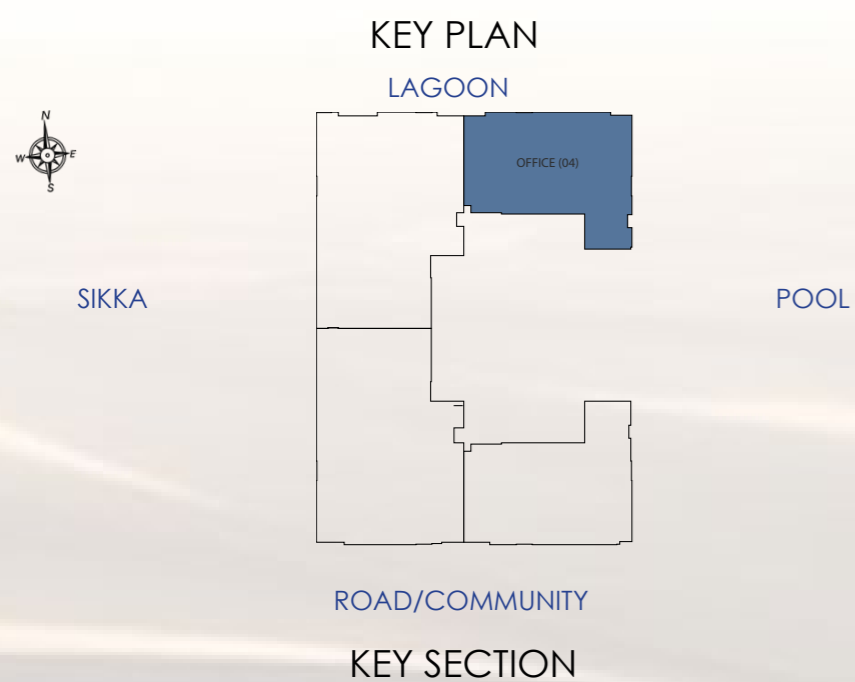 KEY PLAN
LAGOON
N
W E
S
OFFICE (04)
SIKKA
POOL
ROAD/COMMUNITY
KEY SECTION